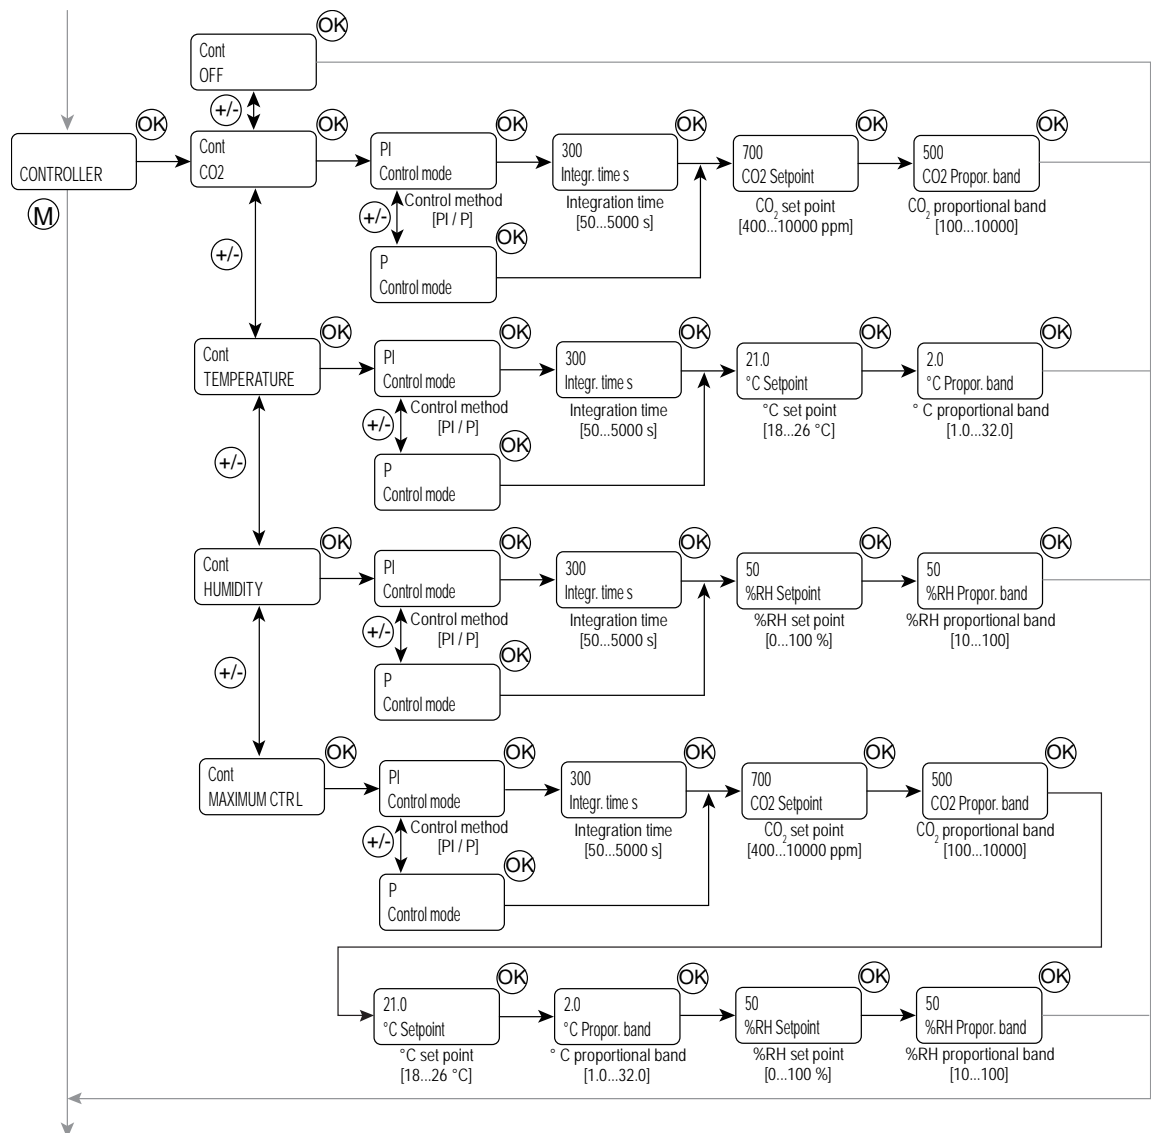 OK
Cont
OFF
+/-
OK
OK
OK
OK
OK
OK
CONTROLLER
Cont
CO2
PI
Control mode
300
Integr. time s
700
CO2 Setpoint
500
CO2 Propor. band
M
+/-
Control method
[PI / P]
Integration time
[50...5000 s]
CO2 set point
[400...10000 ppm]
CO2 proportional band
[100...10000]
+/-
OK
P
Control mode
OK
OK
OK
OK
OK
Cont
TEMPERATURE
PI
Control mode
300
Integr. time s
21.0
°C Setpoint
2.0
°C Propor. band
+/-
Control method
[PI / P]
Integration time
[50...5000 s]
°C set point
[18...26 °C]
° C proportional band
[1.0...32.0]
+/-
OK
P
Control mode
OK
OK
OK
OK
OK
Cont
HUMIDITY
PI
Control mode
300
Integr. time s
50
%RH Setpoint
50
%RH Propor. band
+/-
Control method
[PI / P]
Integration time
[50...5000 s]
%RH set point
[0...100 %]
%RH proportional band
[10...100]
+/-
OK
P
Control mode
OK
OK
OK
OK
OK
Cont
MAXIMUM CTRL
PI
Control mode
300
Integr. time s
700
CO2 Setpoint
500
CO2 Propor. band
+/-
Control method
[PI / P]
Integration time
[50...5000 s]
CO2 set point
[400...10000 ppm]
CO2 proportional band
[100...10000]
OK
P
Control mode
OK
OK
OK
OK
21.0
°C Setpoint
2.0
°C Propor. band
50
%RH Setpoint
50
%RH Propor. band
°C set point
[18...26 °C]
° C proportional band
[1.0...32.0]
%RH set point
[0...100 %]
%RH proportional band
[10...100]